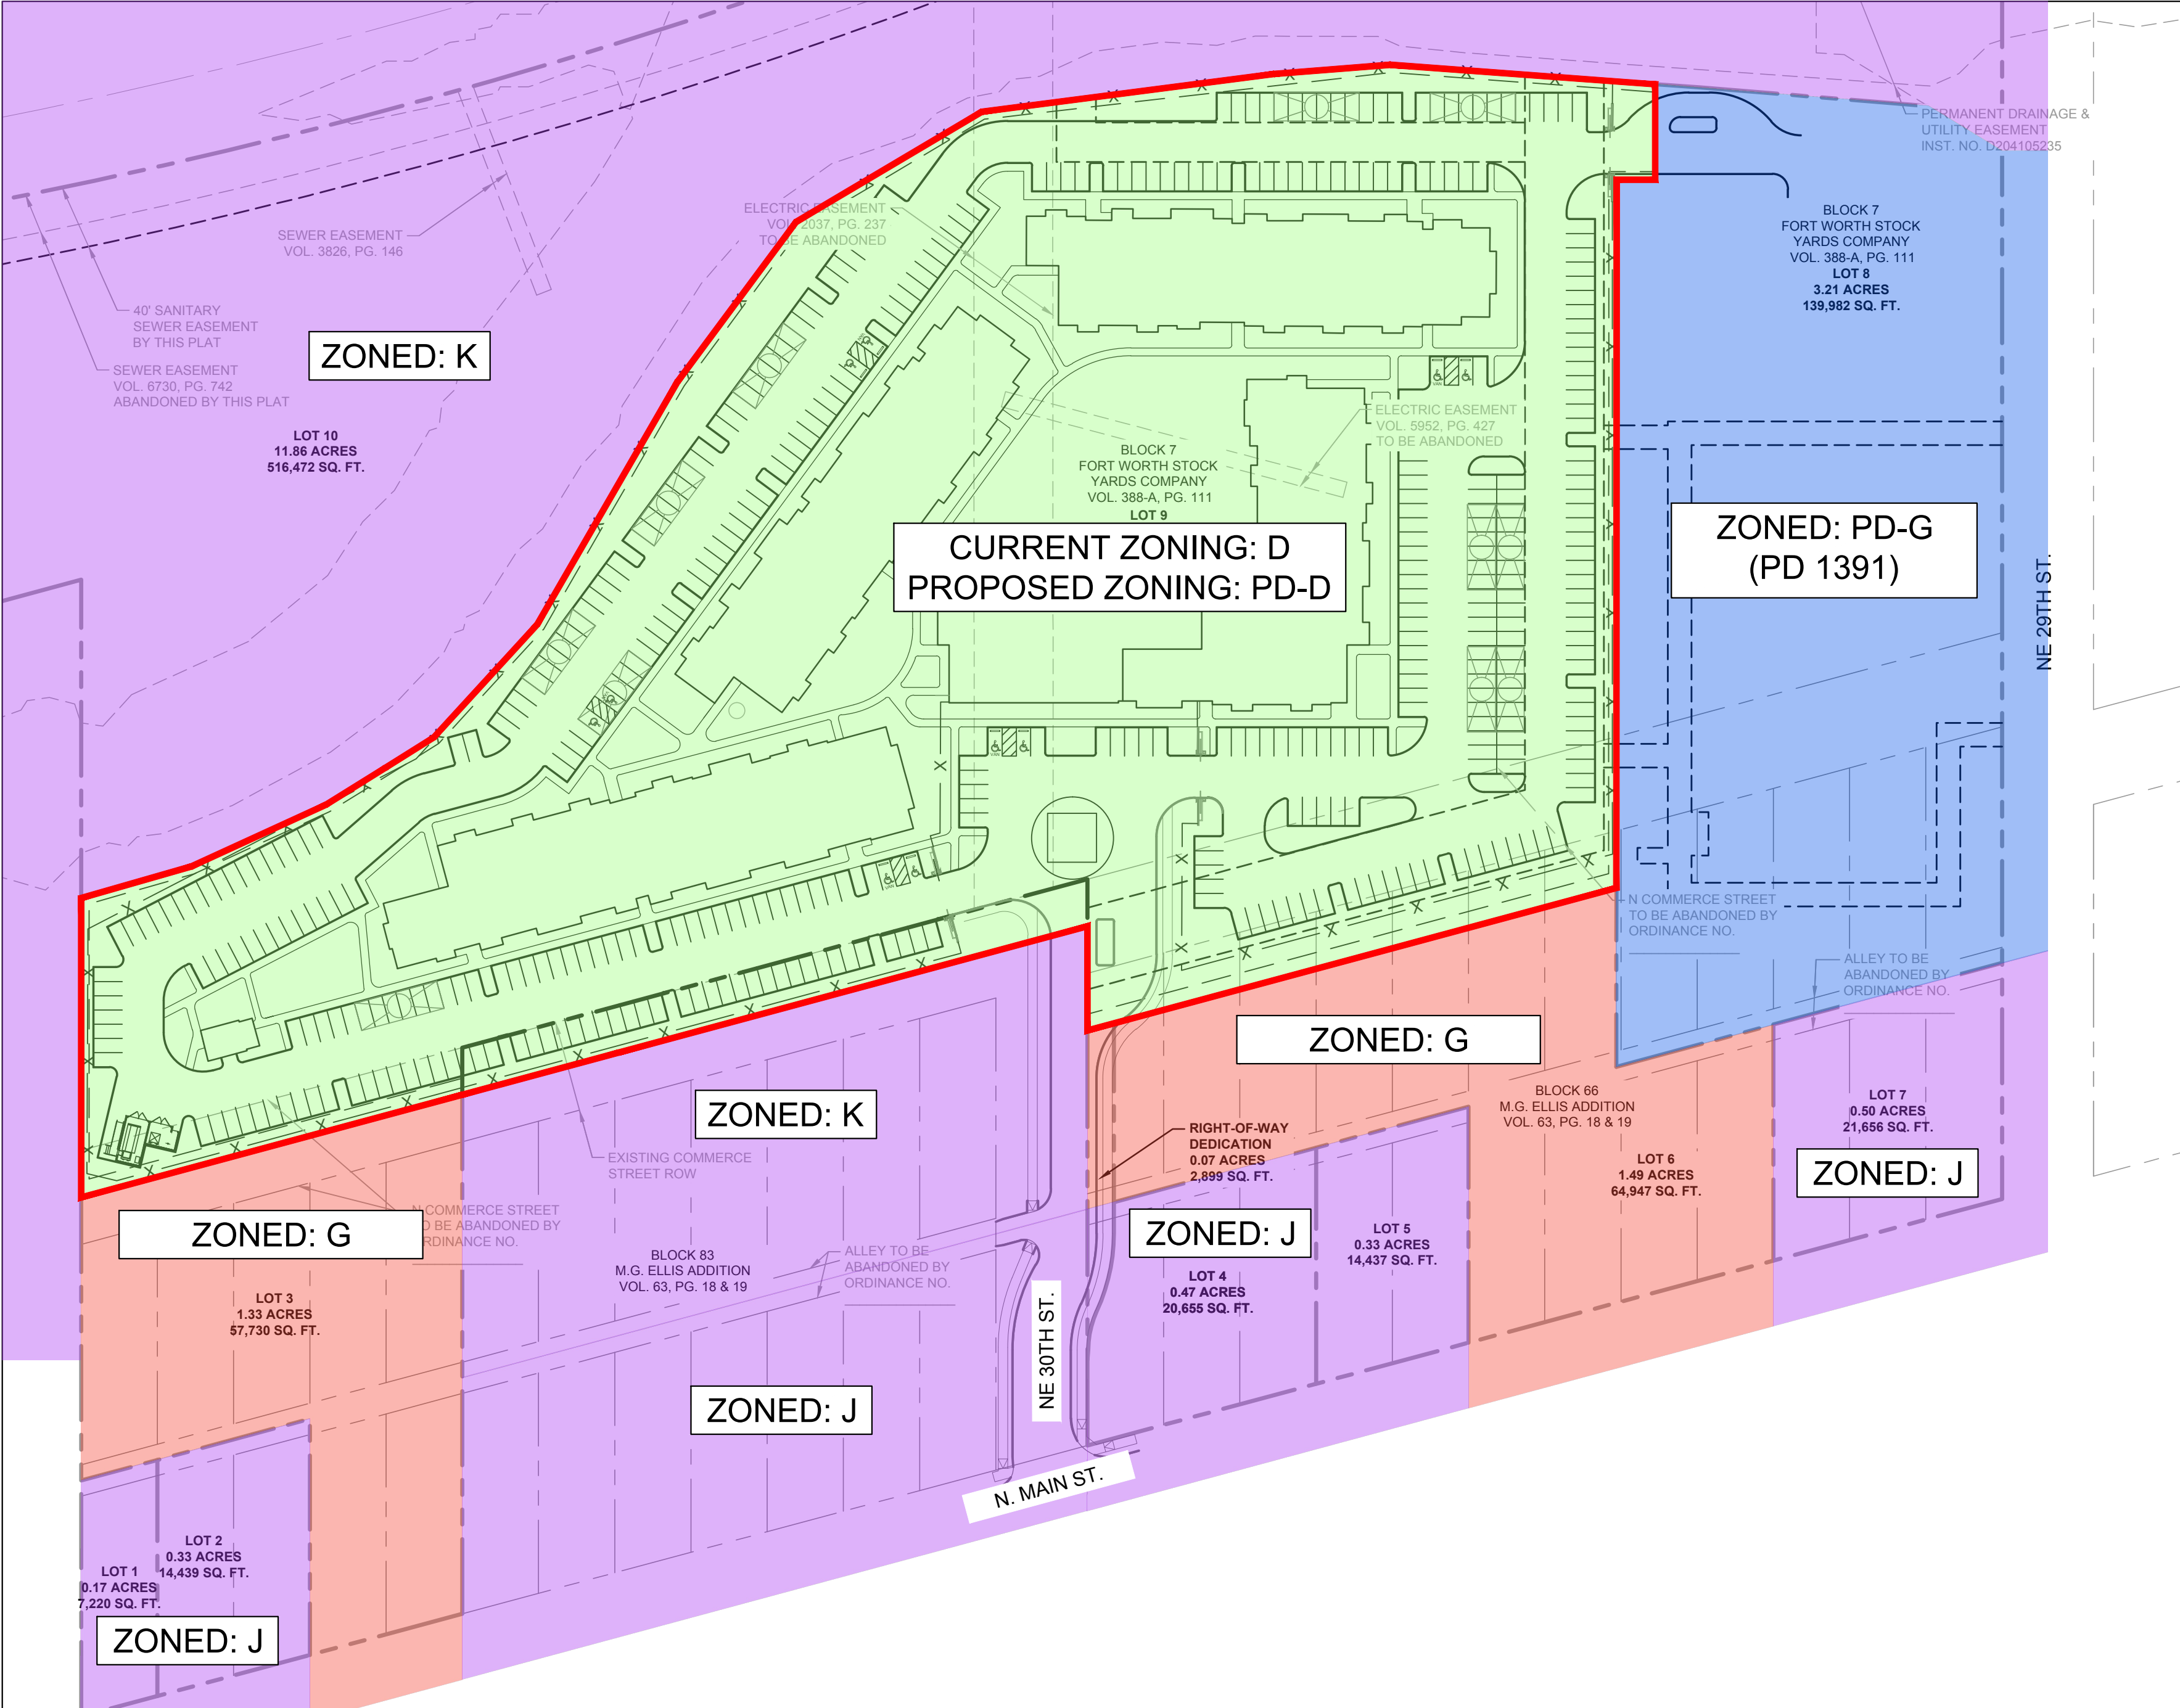 PERMANENT DRAINAGE &
UTILITY EASEMENT
INST. NO. D204105235
ELECTRIC EASEMENT
VOL. 2037, PG. 237
TO BE ABANDONED
SEWER EASEMENT
VOL. 3826, PG. 146
BLOCK 7
FORT WORTH STOCK
YARDS COMPANY
VOL. 388-A, PG. 111
LOT 8
3.21 ACRES
139,982 SQ. FT.
40' SANITARY
SEWER EASEMENT
BY THIS PLAT
ZONED: K
SEWER EASEMENT
VOL. 6730, PG. 742
ABANDONED BY THIS PLAT
LOT 10
11.86 ACRES
516,472 SQ. FT.
ELECTRIC EASEMENT
VOL. 5952, PG. 427
TO BE ABANDONED
BLOCK 7
FORT WORTH STOCK
YARDS COMPANY
VOL. 388-A, PG. 111
LOT 9
CURRENT ZONING: D
PROPOSED ZONING: PD-D
ZONED: PD-G
(PD 1391)
NE 29TH ST.
N COMMERCE STREET
TO BE ABANDONED BY
ORDINANCE NO.
ALLEY TO BE
ABANDONED BY
ORDINANCE NO.
ZONED: G
BLOCK 66
M.G. ELLIS ADDITION
VOL. 63, PG. 18 & 19
LOT 7
0.50 ACRES
21,656 SQ. FT.
ZONED: K
RIGHT-OF-WAY
DEDICATION
0.07 ACRES
2,899 SQ. FT.
EXISTING COMMERCE
STREET ROW
LOT 6
1.49 ACRES
64,947 SQ. FT.
ZONED: J
N COMMERCE STREET
TO BE ABANDONED BY
ORDINANCE NO.
ZONED: G
ZONED: J
LOT 5
0.33 ACRES
14,437 SQ. FT.
BLOCK 83
M.G. ELLIS ADDITION
VOL. 63, PG. 18 & 19
ALLEY TO BE
ABANDONED BY
ORDINANCE NO.
LOT 4
0.47 ACRES
20,655 SQ. FT.
LOT 3
1.33 ACRES
57,730 SQ. FT.
NE 30TH ST.
ZONED: J
N. MAIN ST.
LOT 2
0.33 ACRES
14,439 SQ. FT.
LOT 1
0.17 ACRES
7,220 SQ. FT.
ZONED: J